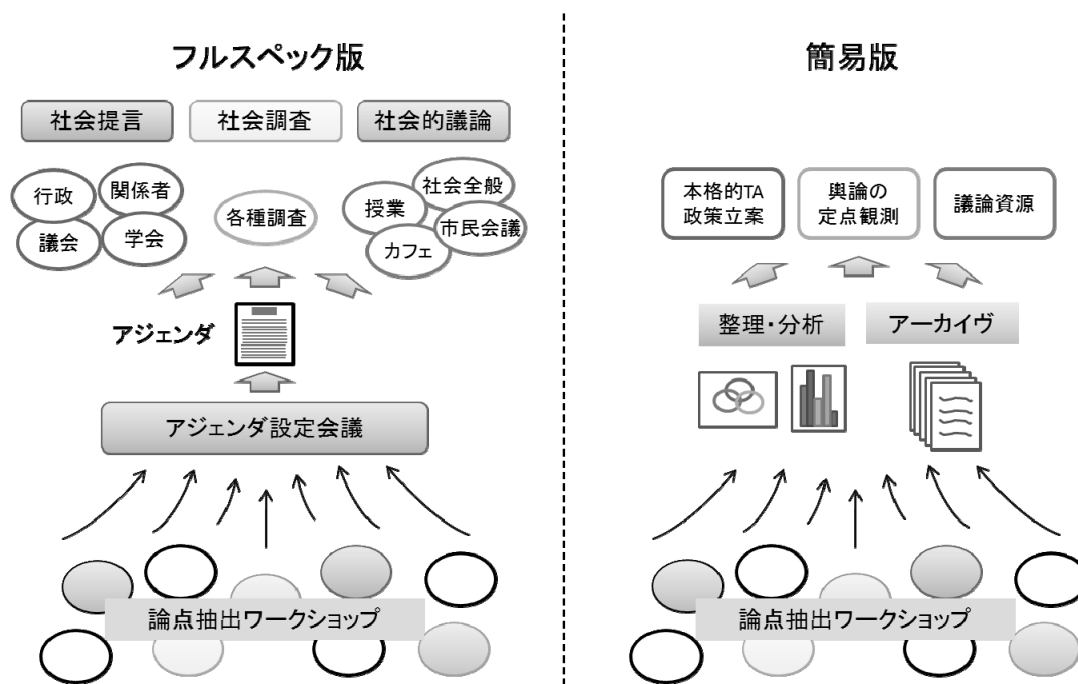 フルスペック版
社会提言
社会調査
社会的議論
行政
関係者
議会
学会
各種調査
社会全般
授業
市民会議
カフェ
アジェンダ
アジェンダ設定会議
論点抽出ワークショップ
簡易版
本格的TA
政策立案
輿論の
定点観測
議論資源
整理・分析
アーカイヴ
論点抽出ワークショップ